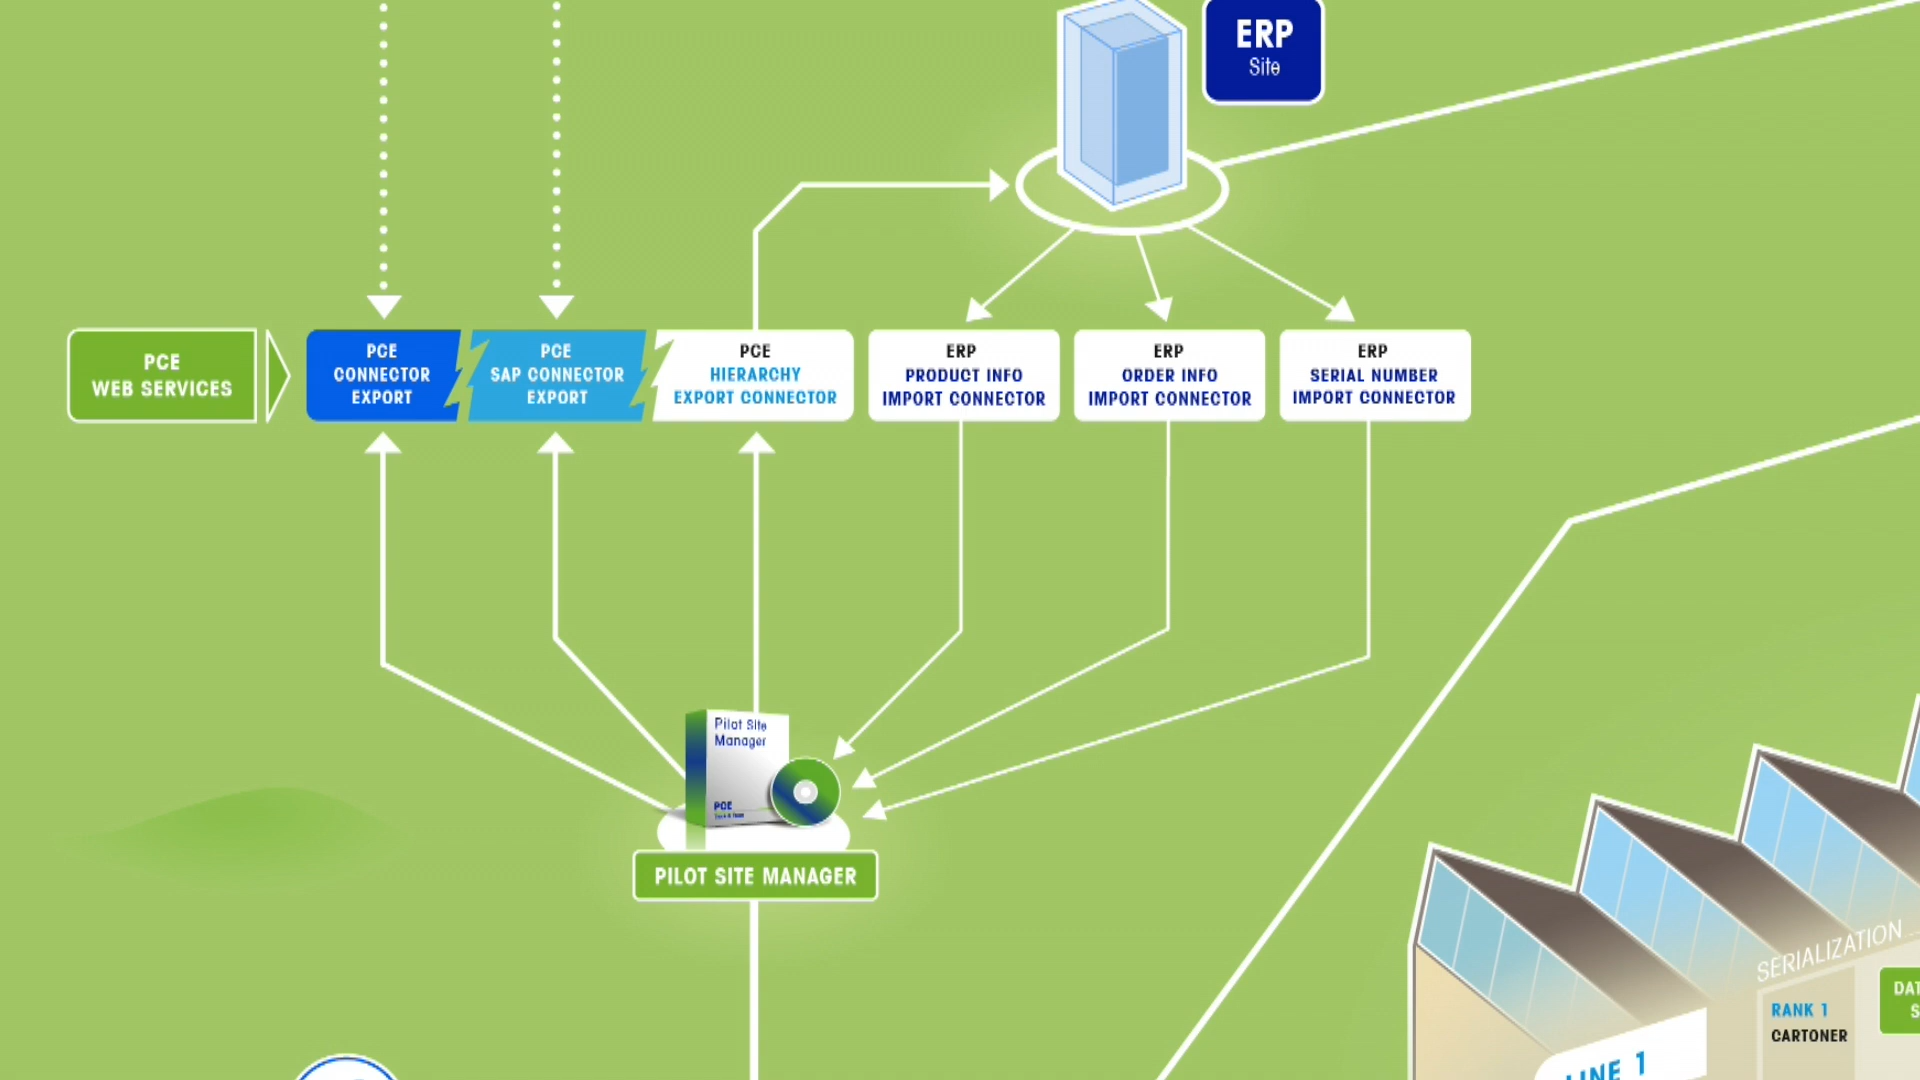 ERP
Site
PCE
WEB SERVICES
PCE
CONNECTOR
EXPORT
PCE
SAP CONNECTOR
EXPORT
PCE
HIERARCHY
EXPORT CONNECTOR
ERP
PRODUCT INFO
IMPORT CONNECTOR
ERP
ORDER INFO
IMPORT CONNECTOR
ERP
SERIAL NUMBER
IMPORT CONNECTOR
Pilot Site
Manager
PCE
PILOT SITE MANAGER
SERIALIZATION
RANK 1
CARTONER
LINE 1